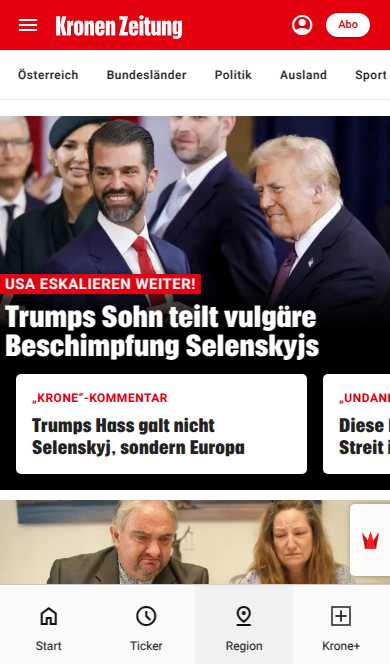 Kronen Zeitung
Abo
Österreich Bundesländer Politik Ausland Sport
USA ESKALIEREN WEITER!
Trumps Sohn teilt vulgäre
Beschimpfung Selenskyjs
„KRONE“-KOMMENTAR
Trumps Hass galt nicht
Selenskyj, sondern Europa
„UNDAN
Diese
Streit
Start Ticker Region Krone+